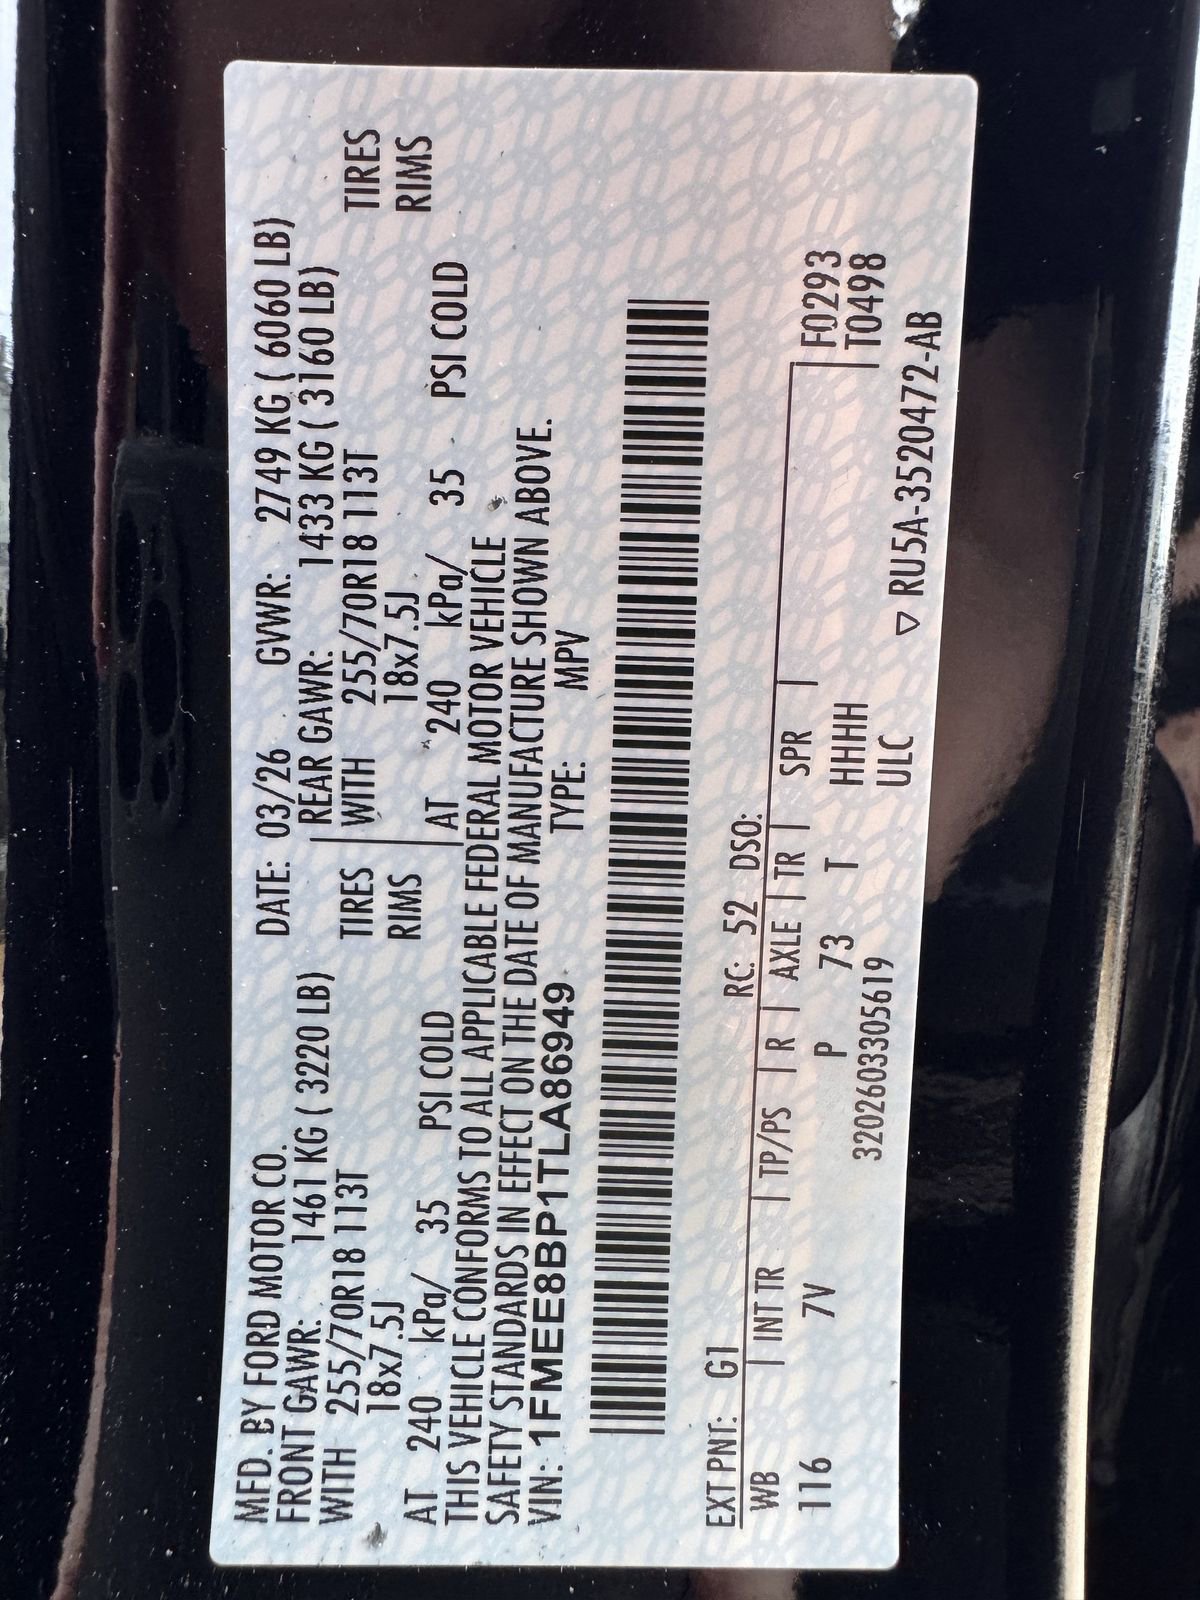 MFD. BY FORD MOTOR CO. DATE: 03/26 GVWR: 2749 KG ( 6060 LB)
FRONT GAWR: 1461 KG ( 3220 LB) REAR GAWR: 1433 KG ( 3160 LB)
WITH 255/70R18 113T TIRES WITH 255/70R18 113T TIRES
18x7.5J RIMS 18x7.5J RIMS
AT 240 kPa/ 35 PSI COLD AT 240 kPa/ 35 PSI COLD
THIS VEHICLE CONFORMS TO ALL APPLICABLE FEDERAL MOTOR VEHICLE
SAFETY STANDARDS IN EFFECT ON THE DATE OF MANUFACTURE SHOWN ABOVE.
VIN: 1FMEE8BP1TLA86949 TYPE: MPV
EXT PNT: G1 RC: 52 DSO:
WB | INT TR | TP/PS | R | AXLE | TR | SPR | F0293
116 7V P 73 T HHHH T0498
3202603305619 ULC ▽ RU5A-3520472-AB